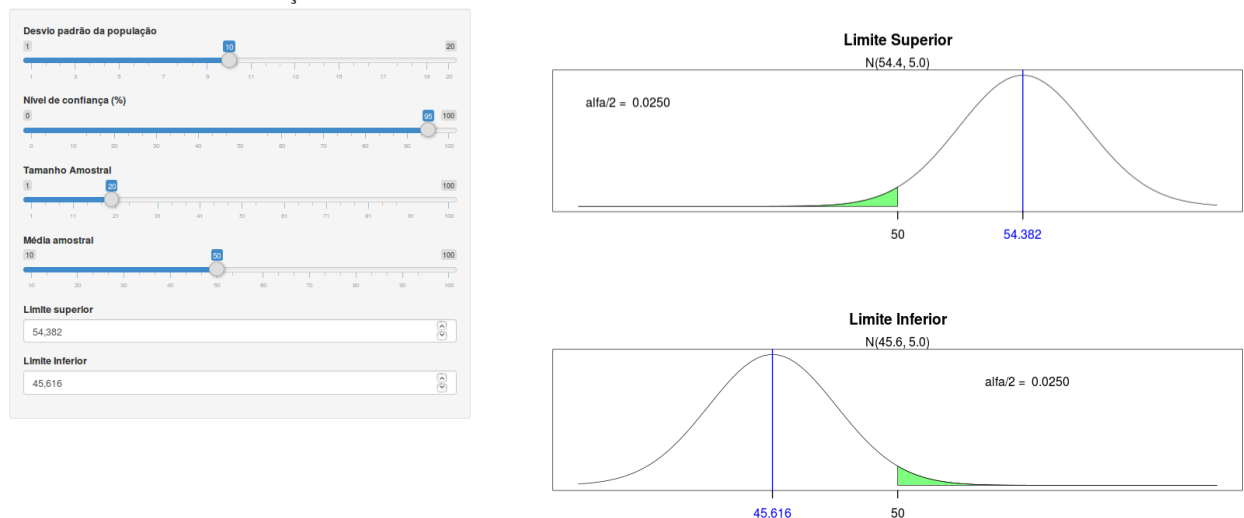 Desvio padrão da população
1 10 20
1 3 5 7 9 11 13 15 17 19 20
Nível de confiança (%)
0 95 100
0 10 20 30 40 50 60 70 80 90 100
Tamanho Amostral
1 20 100
1 11 21 31 41 51 61 71 81 91 100
Média amostral
10 50 100
10 20 30 40 50 60 70 80 90 100
Limite superior
54,382
Limite Inferior
45,616
Limite Superior
N(54.4, 5.0)
alfa/2 = 0.0250
50 54.382
Limite Inferior
N(45.6, 5.0)
alfa/2 = 0.0250
45.616 50